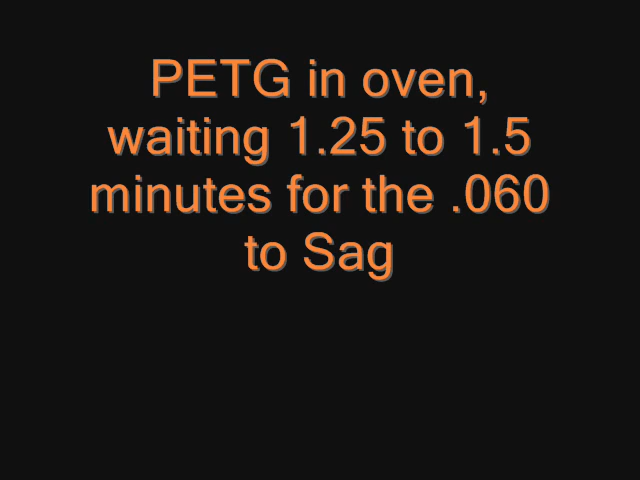 PETG in oven,
waiting 1.25 to 1.5
minutes for the .060
to Sag